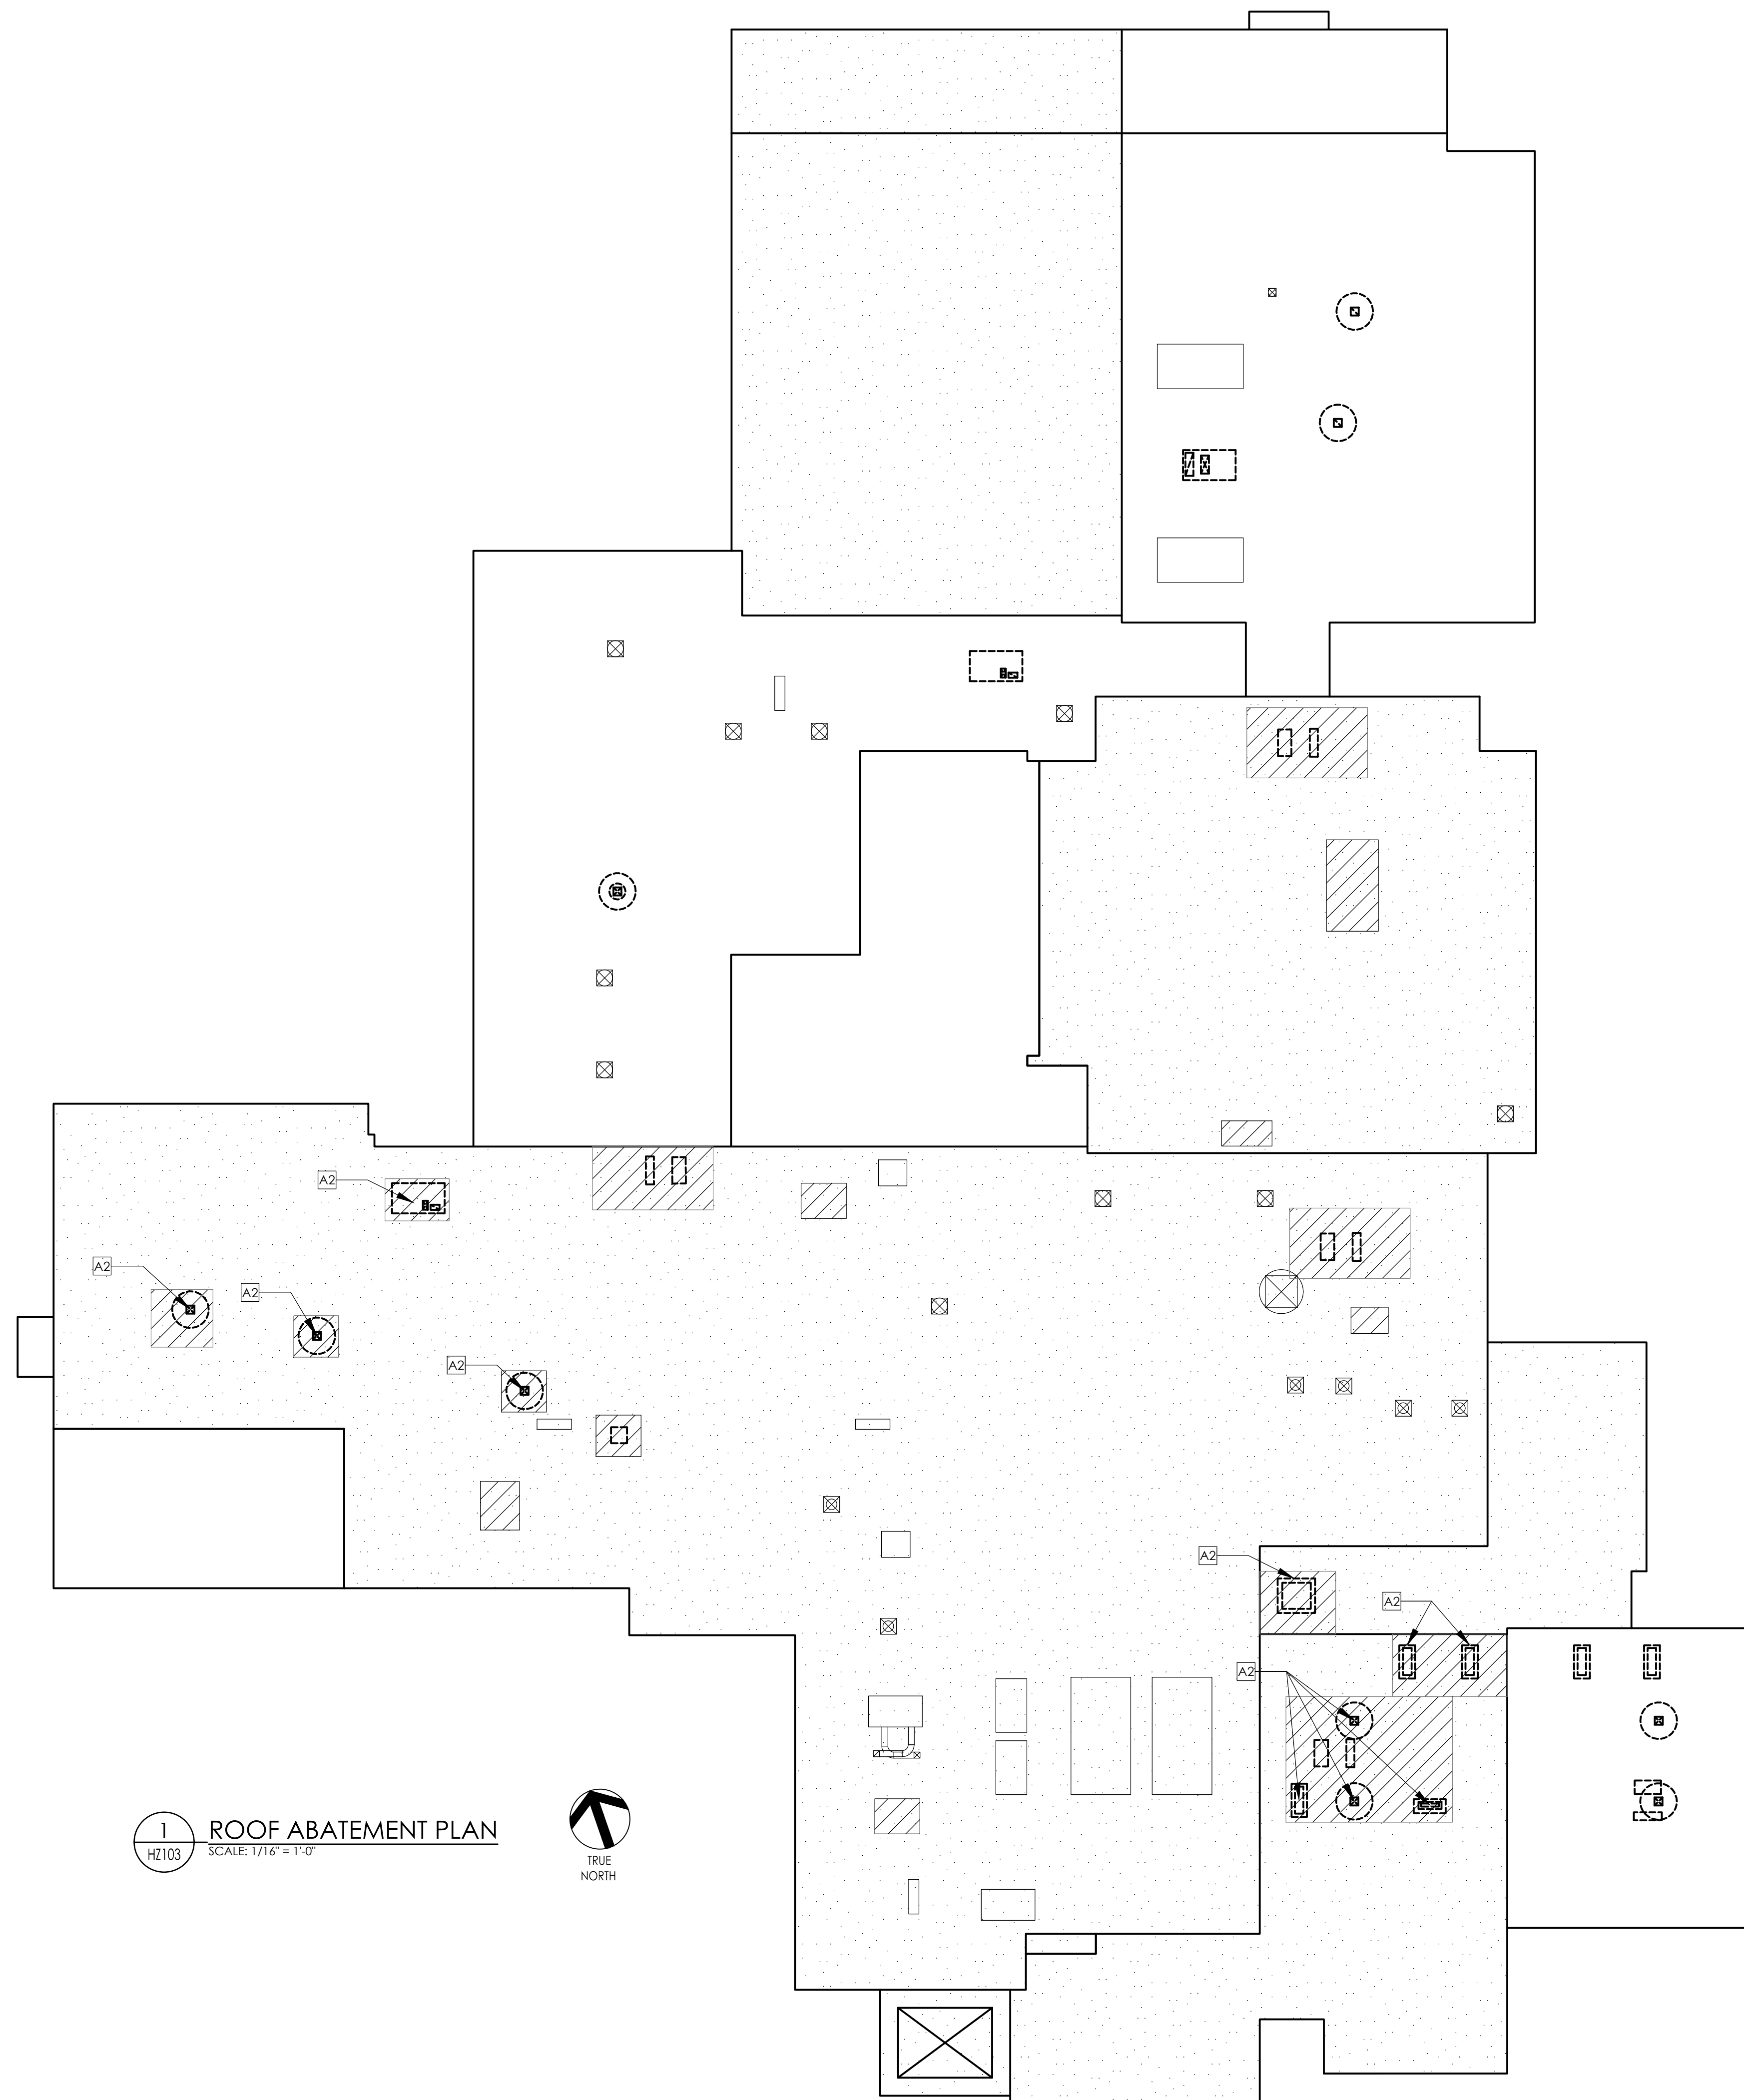 A2
A2
A2
A2
A2
A2
A2
1
HZ103
ROOF ABATEMENT PLAN
SCALE: 1/16" = 1'-0"
TRUE
NORTH